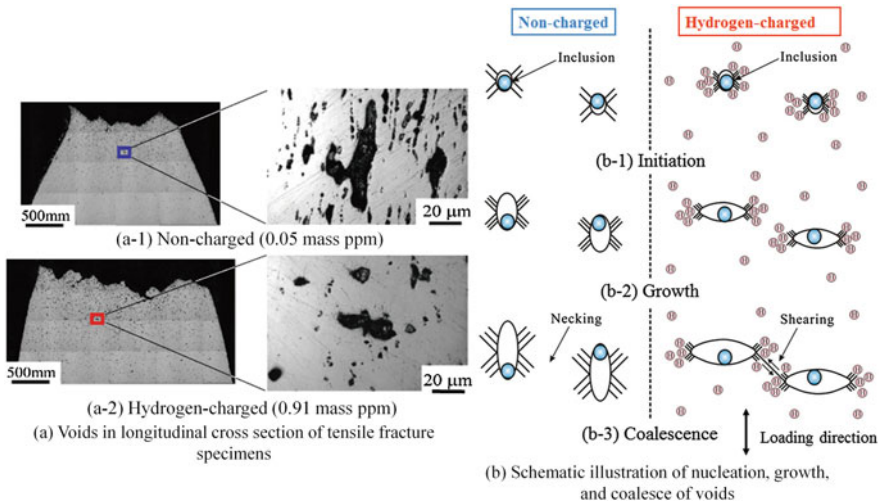 500mm
20 µm
(a-1) Non-charged (0.05 mass ppm)
500mm
20 µm
(a-2) Hydrogen-charged (0.91 mass ppm)
(a) Voids in longitudinal cross section of tensile fracture
specimens
Non-charged
Hydrogen-charged
Inclusion
Inclusion
(b-1) Initiation
(b-2) Growth
Necking
Shearing
(b-3) Coalescence
Loading direction
(b) Schematic illustration of nucleation, growth,
and coalesce of voids